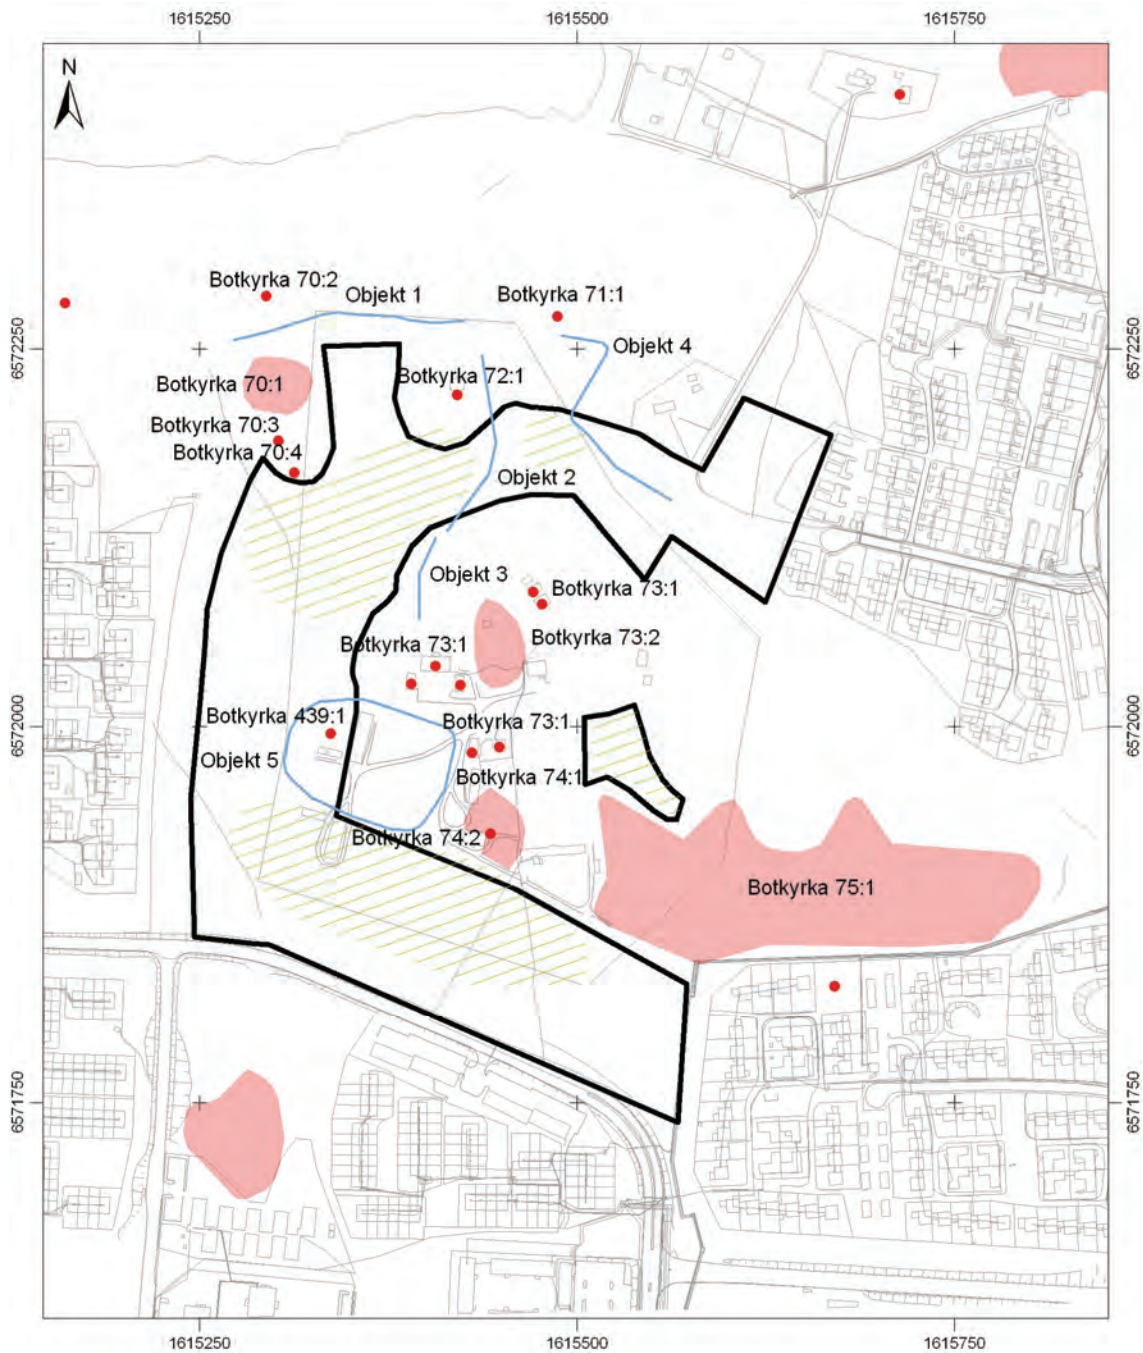 1615250
1615500
1615750
N
Botkyrka 70:2
Objekt 1
Botkyrka 71:1
6572250
Objekt 4
6572250
Botkyrka 70:1
Botkyrka 72:1
Botkyrka 70:3
Botkyrka 70:4
Objekt 2
Objekt 3
Botkyrka 73:1
Botkyrka 73:2
Botkyrka 73:1
Botkyrka 439:1
Botkyrka 73:1
6572000
6572000
Objekt 5
Botkyrka 74:1
Botkyrka 74:2
Botkyrka 75:1
6571750
6571750
1615250
1615500
1615750